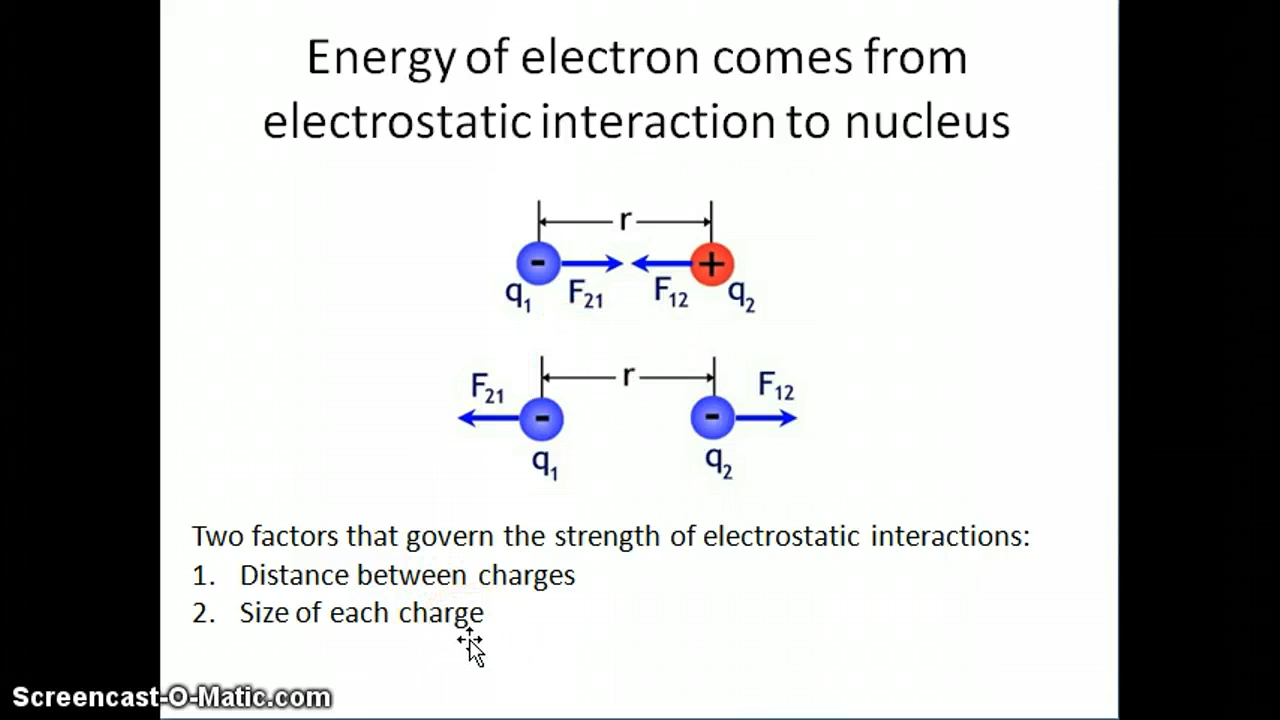 Energy of electron comes from
electrostatic interaction to nucleus
r
- +
q1 F21 F12 q2
F21 r F12
- -
q1 q2
Two factors that govern the strength of electrostatic interactions:
1. Distance between charges
2. Size of each charge
Screencast-O-Matic.com